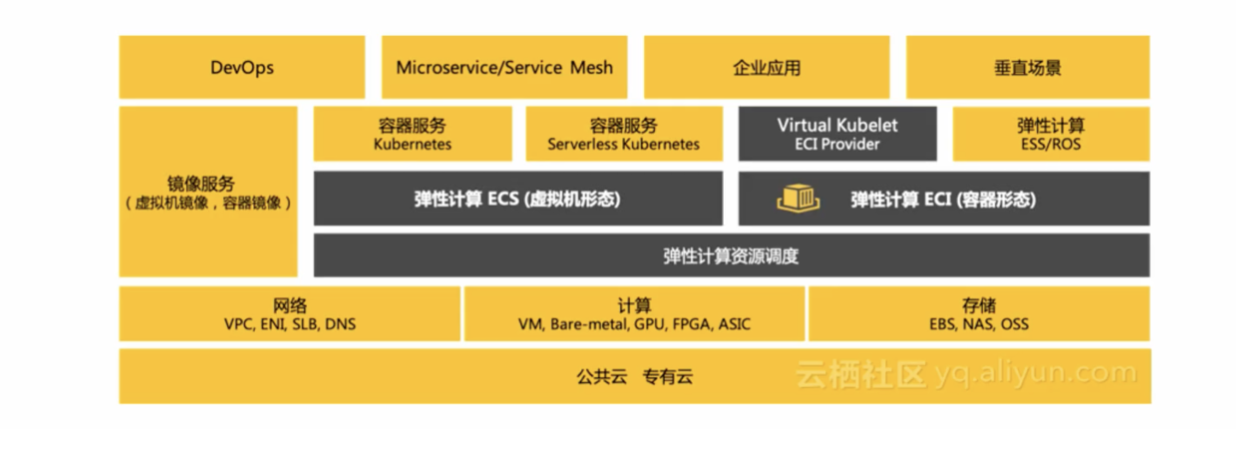 DevOps
Microservice/Service Mesh
企业应用
垂直场景
镜像服务
(虚拟机镜像，容器镜像)
容器服务
Kubernetes
容器服务
Serverless Kubernetes
Virtual Kubelet
ECI Provider
弹性计算
ESS/ROS
弹性计算 ECS (虚拟机形态)
弹性计算 ECI (容器形态)
弹性计算资源调度
网络
VPC, ENI, SLB, DNS
计算
VM, Bare-metal, GPU, FPGA, ASIC
存储
EBS, NAS, OSS
公共云 专有云
云栖社区 yq.aliyun.com